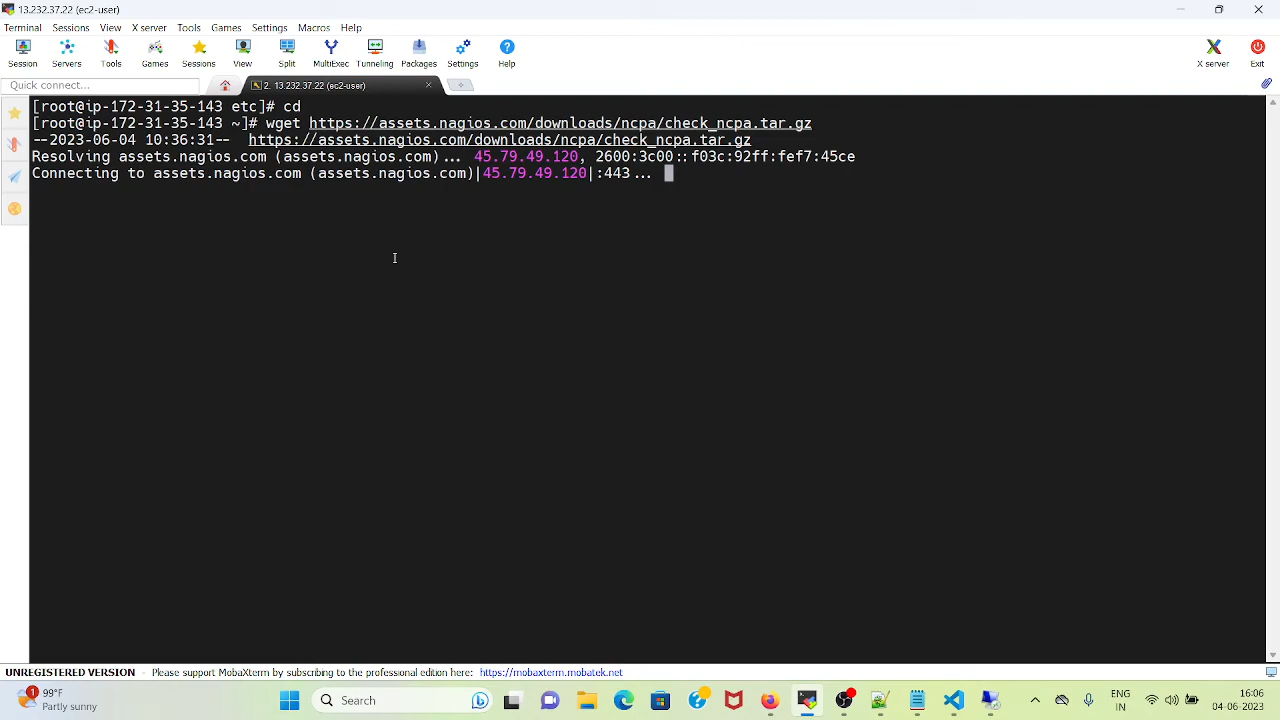 13.232.37.22 (ec2-user)
Terminal Sessions View X server Tools Games Settings Macros Help
Session Servers Tools Games Sessions View Split MultiExec Tunneling Packages Settings Help X server Exit
Quick connect... 2. 13.232.37.22 (ec2-user)
[root@ip-172-31-35-143 etc]# cd
[root@ip-172-31-35-143 ~]# wget https://assets.nagios.com/downloads/ncpa/check_ncpa.tar.gz
--2023-06-04 10:36:31-- https://assets.nagios.com/downloads/ncpa/check_ncpa.tar.gz
Resolving assets.nagios.com (assets.nagios.com)... 45.79.49.120, 2600:3c00::f03c:92ff:fef7:45ce
Connecting to assets.nagios.com (assets.nagios.com)|45.79.49.120|:443...
UNREGISTERED VERSION - Please support MobaXterm by subscribing to the professional edition here: https://mobaxterm.mobatek.net
1 99°F
Partly sunny
Search
ENG
IN
16:06
04-06-2023